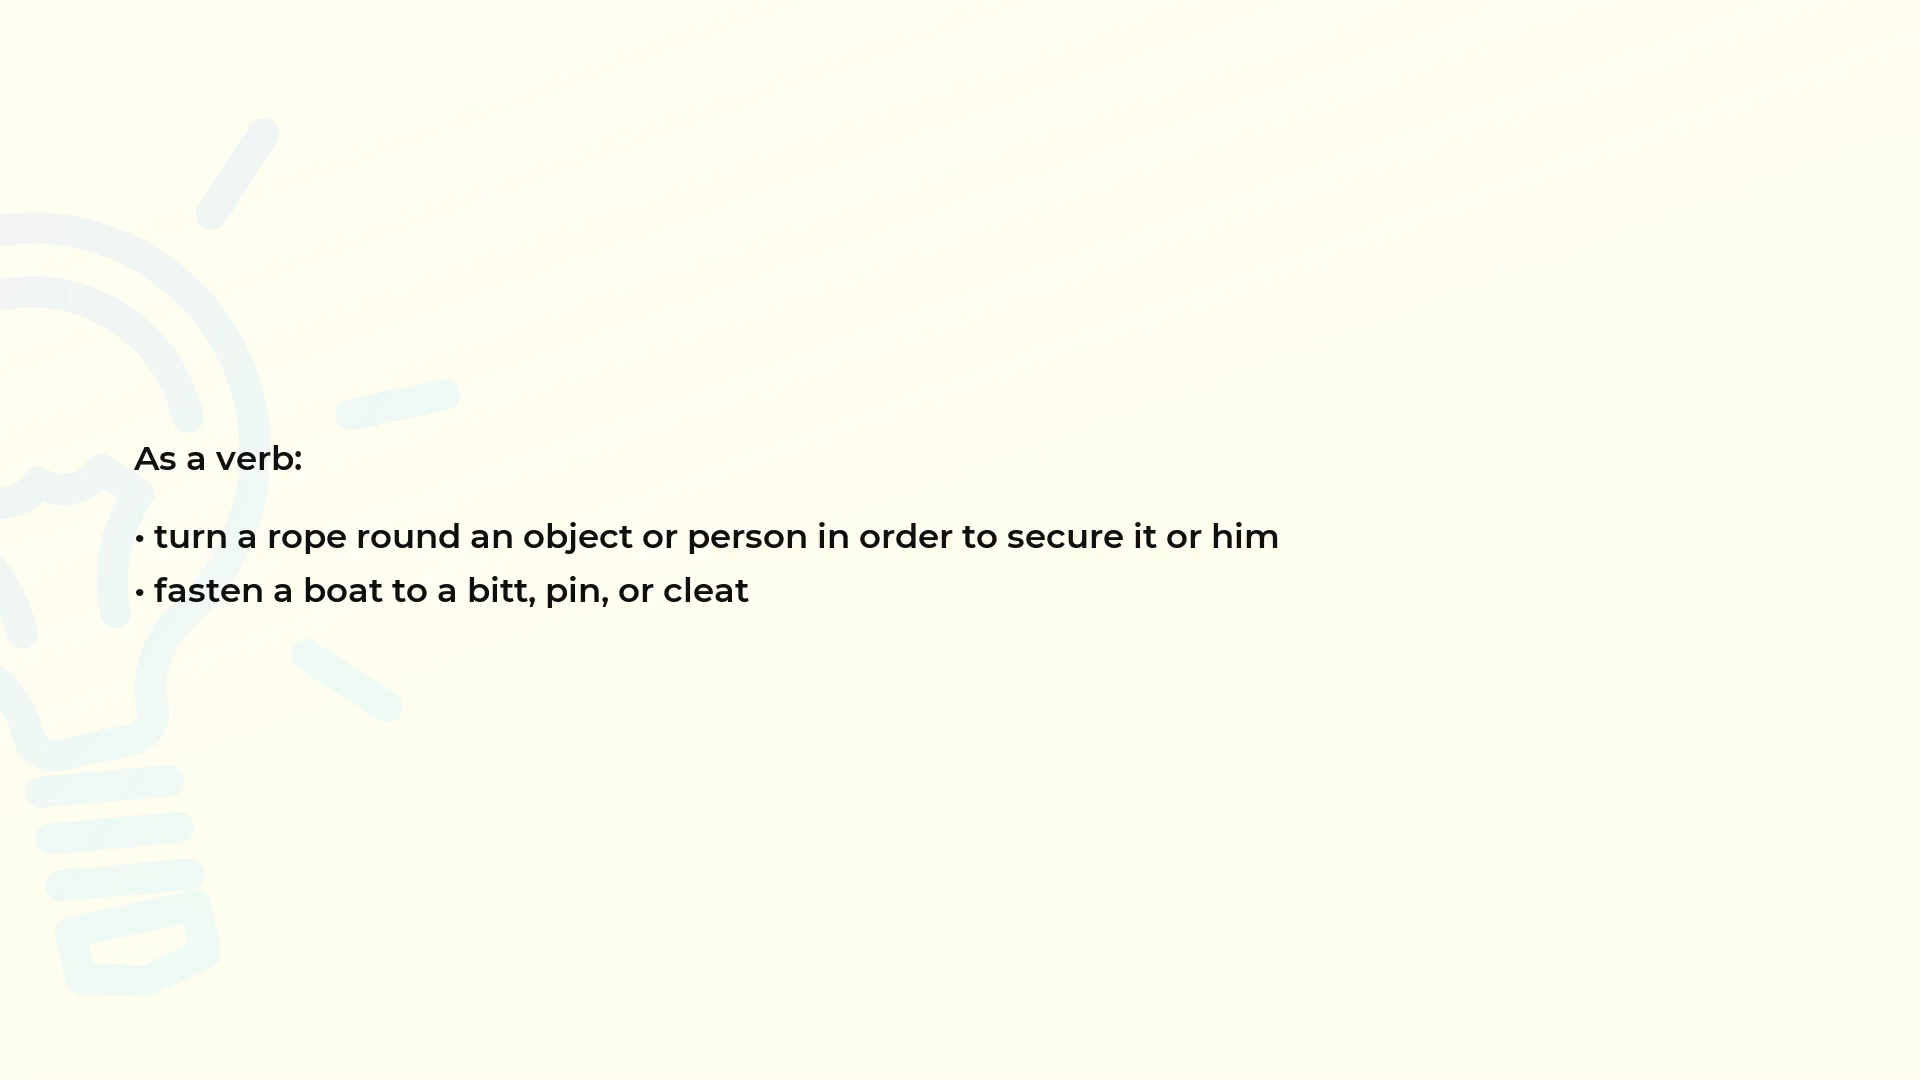 As a verb:
• turn a rope round an object or person in order to secure it or him
• fasten a boat to a bitt, pin, or cleat